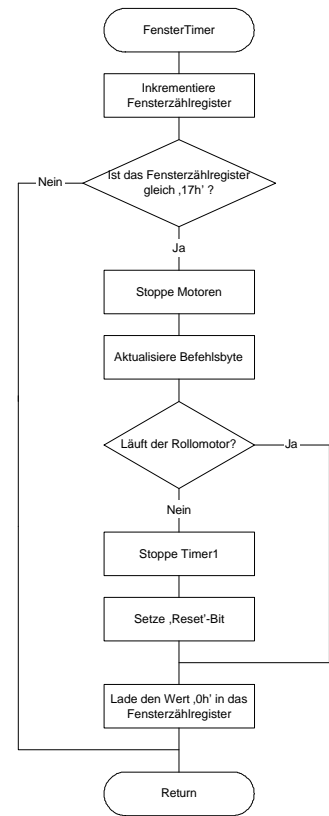 FensterTimer
Inkrementiere
Fensterzählregister
Nein
Ist das Fensterzählregister
gleich ‚17h' ?
Ja
Stoppe Motoren
Aktualisiere Befehlsbyte
Läuft der Rollomotor?
Ja
Nein
Stoppe Timer1
Setze ‚Reset'-Bit
Lade den Wert ‚0h' in das
Fensterzählregister
Return